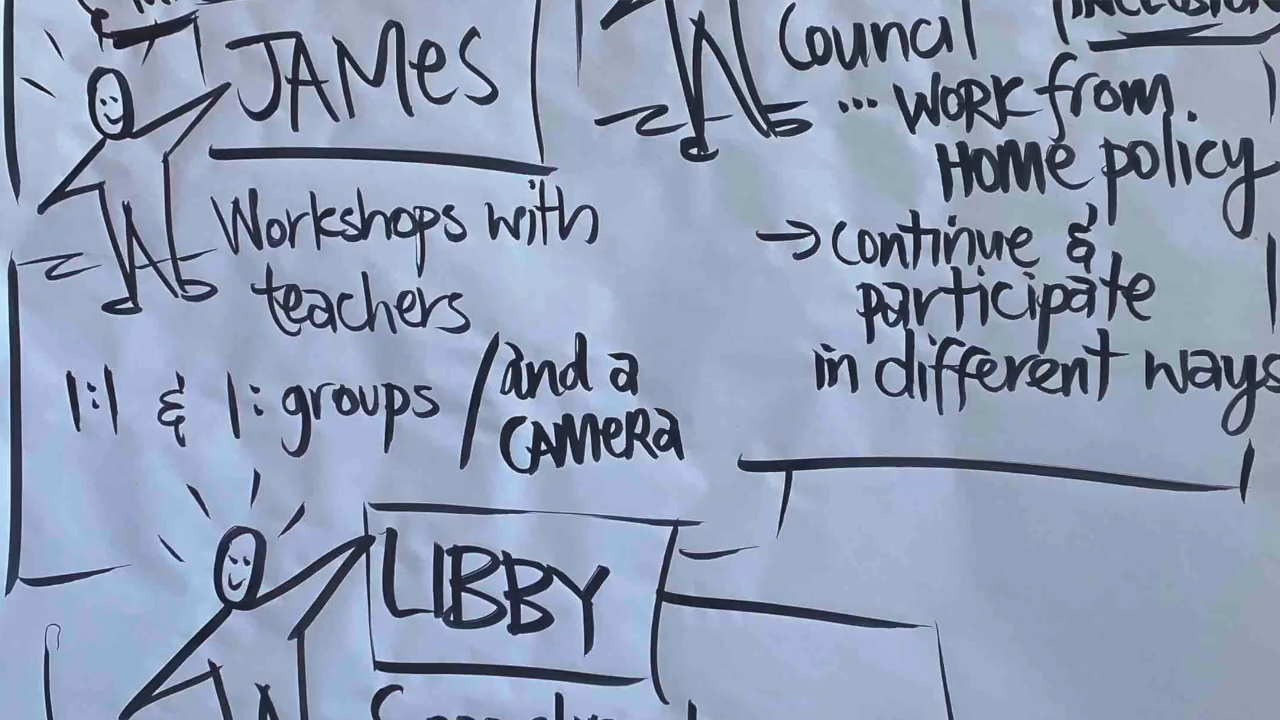 JAMES
Workshops with
teachers
1:1 & 1: groups / and a
CAMERA
Council
INCLUSION
... WORK from
Home policy
→ continue &
participate
in different ways
LIBBY